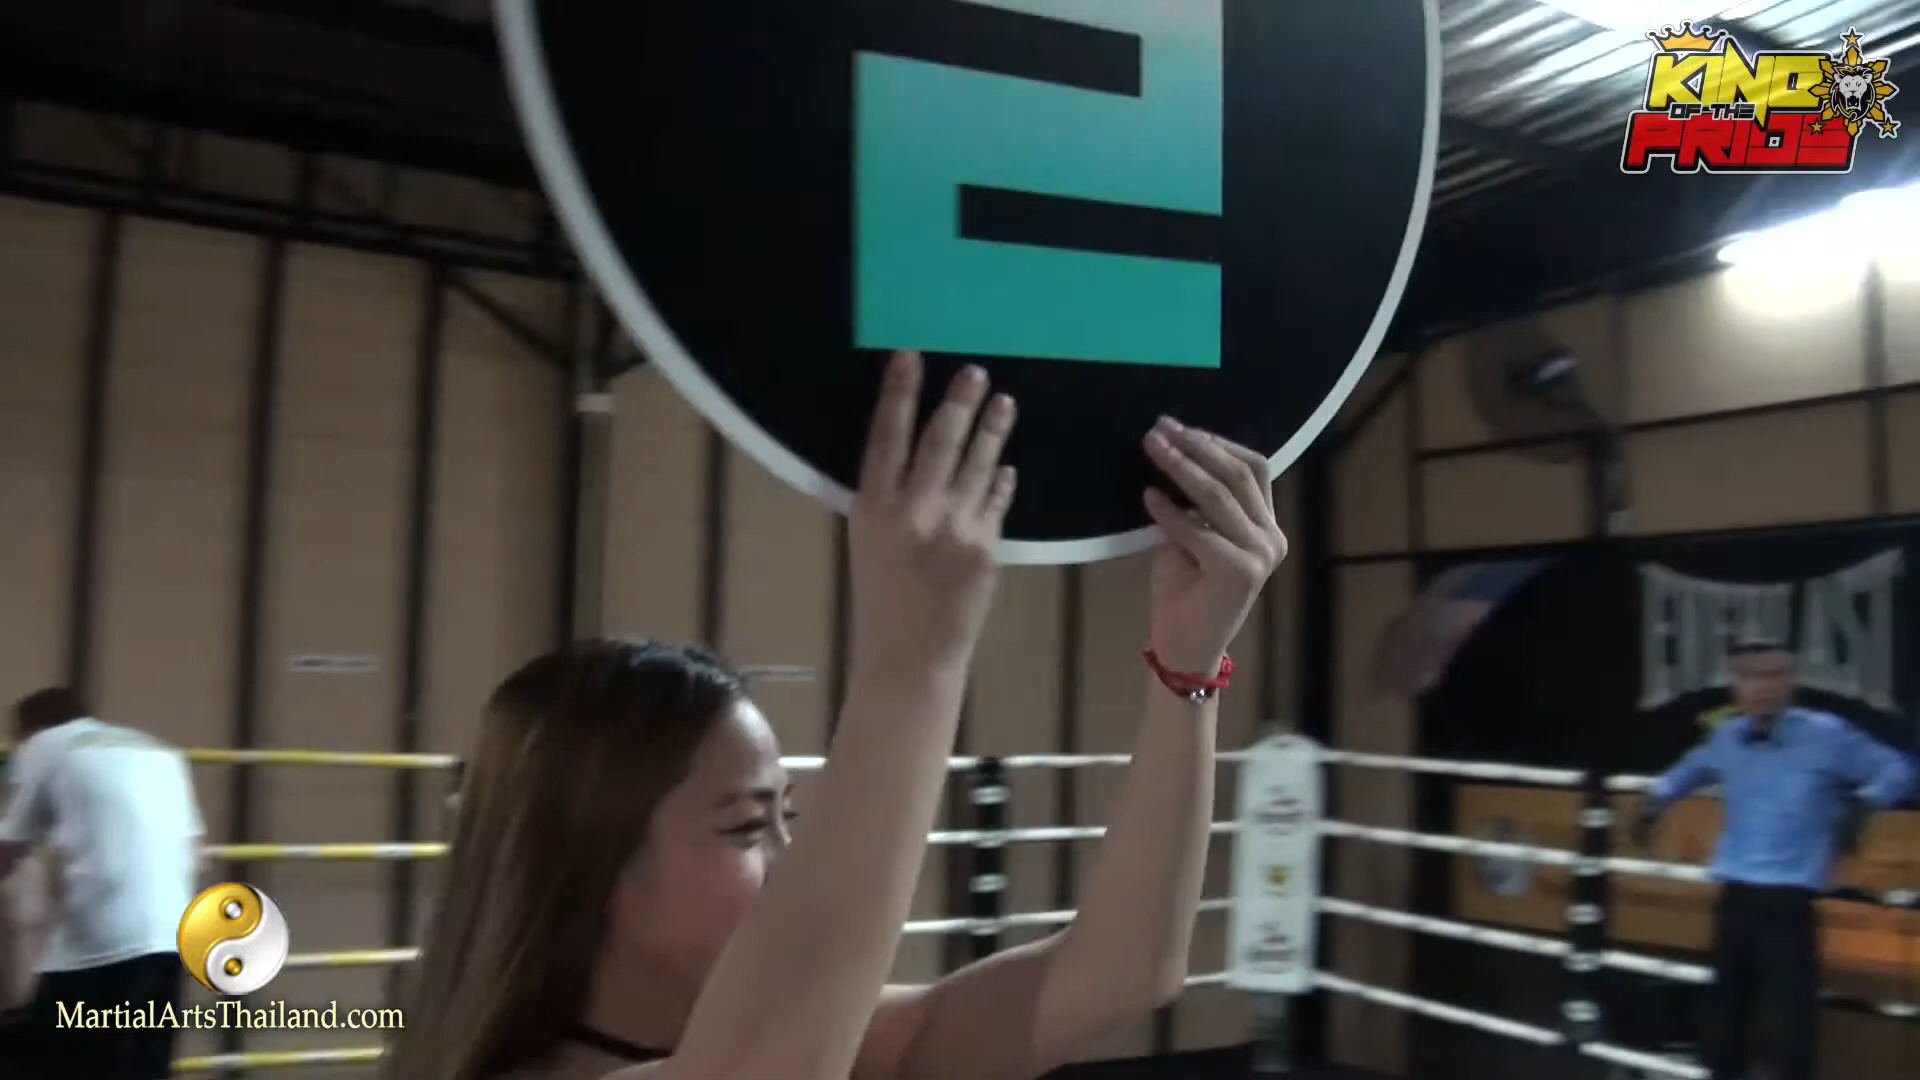 2
KING
OF THE
PRIDE
EVERLAST
MartialArtsThailand.com